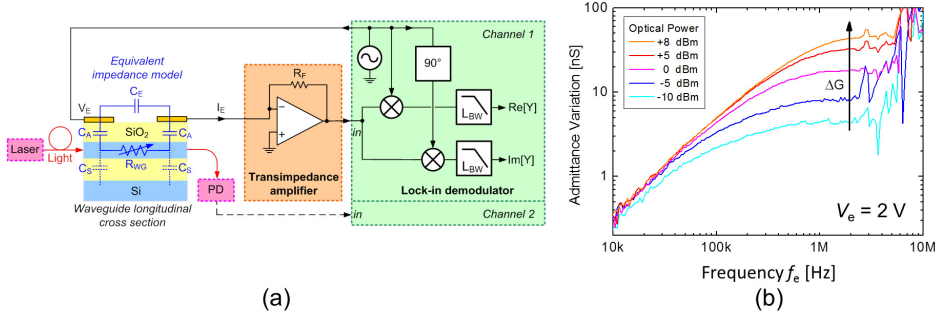 Equivalent
impedance model
C_E
V_E
I_E
SiO₂
C_A
C_A
Laser
Light
R_WG
C_S
C_S
Si
PD
Waveguide longitudinal
cross section
R_F
−
+
Transimpedance
amplifier
Channel 1
90°
in
L_BW
Re[Y]
L_BW
Im[Y]
Lock-in demodulator
in
Channel 2
(a)
Admittance Variation [nS]
100
10
1
Optical Power
+8 dBm
+5 dBm
0 dBm
-5 dBm
-10 dBm
ΔG
V_e = 2 V
10k
100k
1M
10M
Frequency f_e [Hz]
(b)